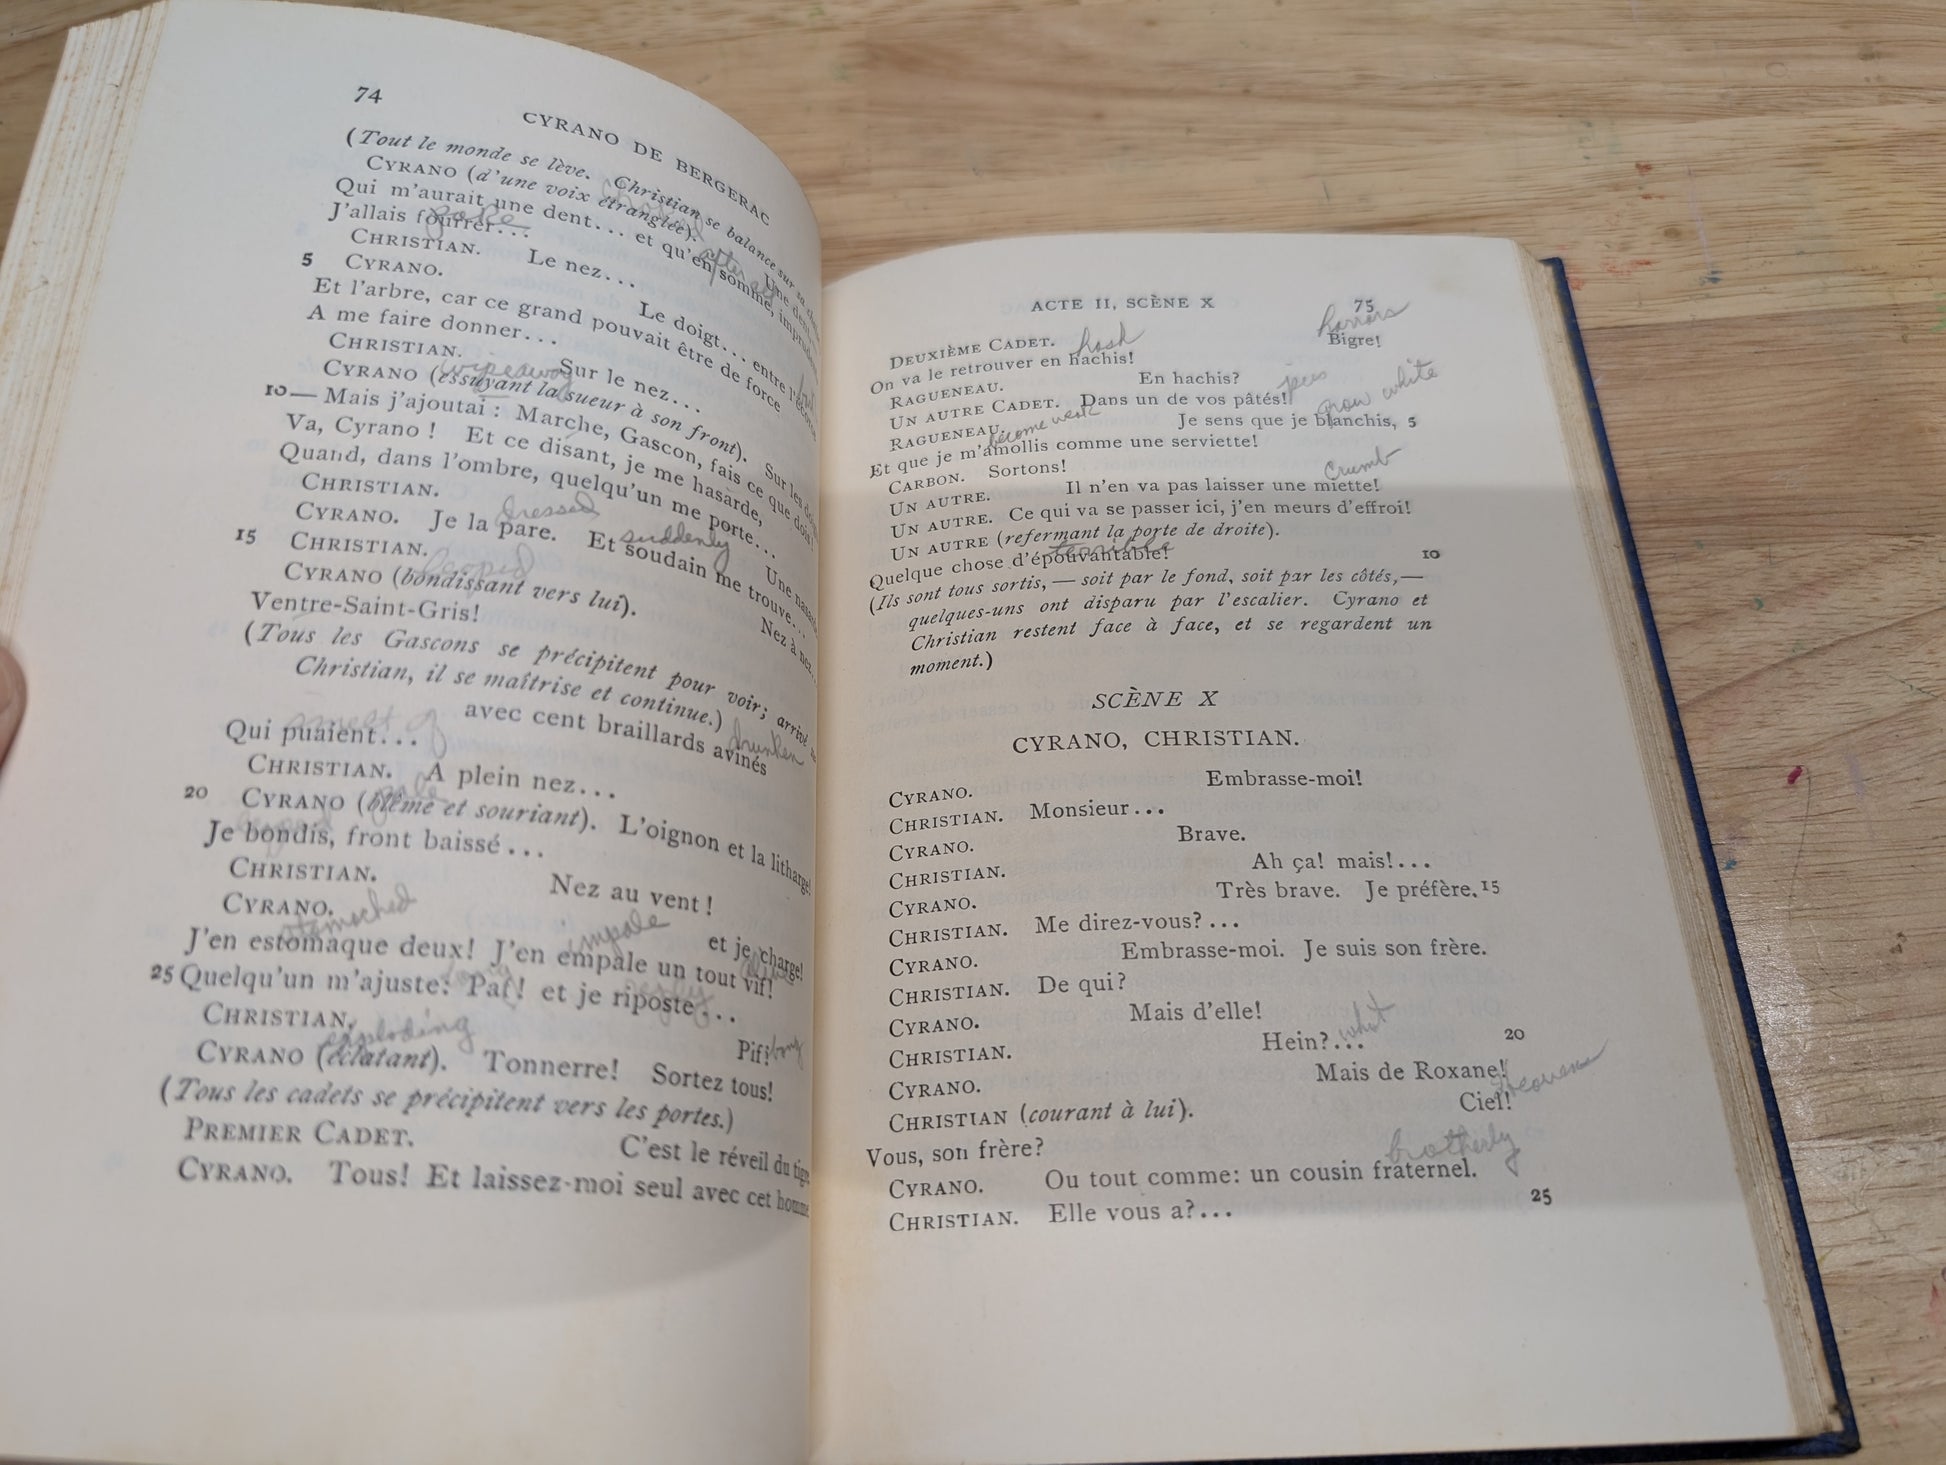 74
CYRANO DE BERGERAC
(Tout le monde se lève. Christian se balance sur sa
choked
CYRANO (d'une voix étranglée). Une dent,—
Qui m'aurait une dent... et qu'en somme,
poke after all
J'allais fourrer...
CHRISTIAN. Le nez...
5 CYRANO. Le doigt... entre
Et l'arbre, car ce grand pouvait être de force
A me faire donner...
CHRISTIAN. Sur le nez...
wipe away
CYRANO (essuyant la sueur à son front).
10 — Mais j'ajoutai : Marche, Gascon, fais ce que dois!
Va, Cyrano ! Et ce disant, je me hasarde,
Quand, dans l'ombre, quelqu'un me porte...
CHRISTIAN. Une
dressed
CYRANO. Je la pare. Et soudain me trouve...
suddenly
15 CHRISTIAN. Nez à nez...
leaped
CYRANO (bondissant vers lui).
Ventre-Saint-Gris!
(Tous les Gascons se précipitent pour voir; arrivé
Christian, il se maîtrise et continue.)
avec cent braillards avinés
smelt of drunken
Qui puaient...
CHRISTIAN. A plein nez...
pale
20 CYRANO (blême et souriant). L'oignon et la litharge!
Je bondis, front baissé...
CHRISTIAN. Nez au vent !
CYRANO. et je charge!
stomached impale
J'en estomaque deux! J'en empale un tout vif!
25 Quelqu'un m'ajuste: Paf! et je riposte...
CHRISTIAN. Pif!
exploding
CYRANO (éclatant). Tonnerre! Sortez tous!
(Tous les cadets se précipitent vers les portes.)
PREMIER CADET. C'est le réveil du tigre
CYRANO. Tous! Et laissez-moi seul avec cet homme
ACTE II, SCÈNE X 75
hash horrors
DEUXIÈME CADET. Bigre!
On va le retrouver en hachis!
RAGUENEAU. En hachis?
pies
UN AUTRE CADET. Dans un de vos pâtés!
grow white
RAGUENEAU. Je sens que je blanchis, 5
become weak
Et que je m'amollis comme une serviette!
CARBON. Sortons!
crumb
UN AUTRE. Il n'en va pas laisser une miette!
UN AUTRE. Ce qui va se passer ici, j'en meurs d'effroi!
UN AUTRE (refermant la porte de droite).
terrible
Quelque chose d'épouvantable! 10
(Ils sont tous sortis, — soit par le fond, soit par les côtés,—
quelques-uns ont disparu par l'escalier. Cyrano et
Christian restent face à face, et se regardent un
moment.)
SCÈNE X
CYRANO, CHRISTIAN.
CYRANO. Embrasse-moi!
CHRISTIAN. Monsieur...
CYRANO. Brave.
CHRISTIAN. Ah ça! mais!...
CYRANO. Très brave. Je préfère. 15
CHRISTIAN. Me direz-vous?...
CYRANO. Embrasse-moi. Je suis son frère.
CHRISTIAN. De qui?
CYRANO. Mais d'elle!
CHRISTIAN. Hein?... what 20
CYRANO. Mais de Roxane!
heavens
CHRISTIAN (courant à lui). Ciel!
Vous, son frère?
brotherly
CYRANO. Ou tout comme: un cousin fraternel.
CHRISTIAN. Elle vous a?... 25